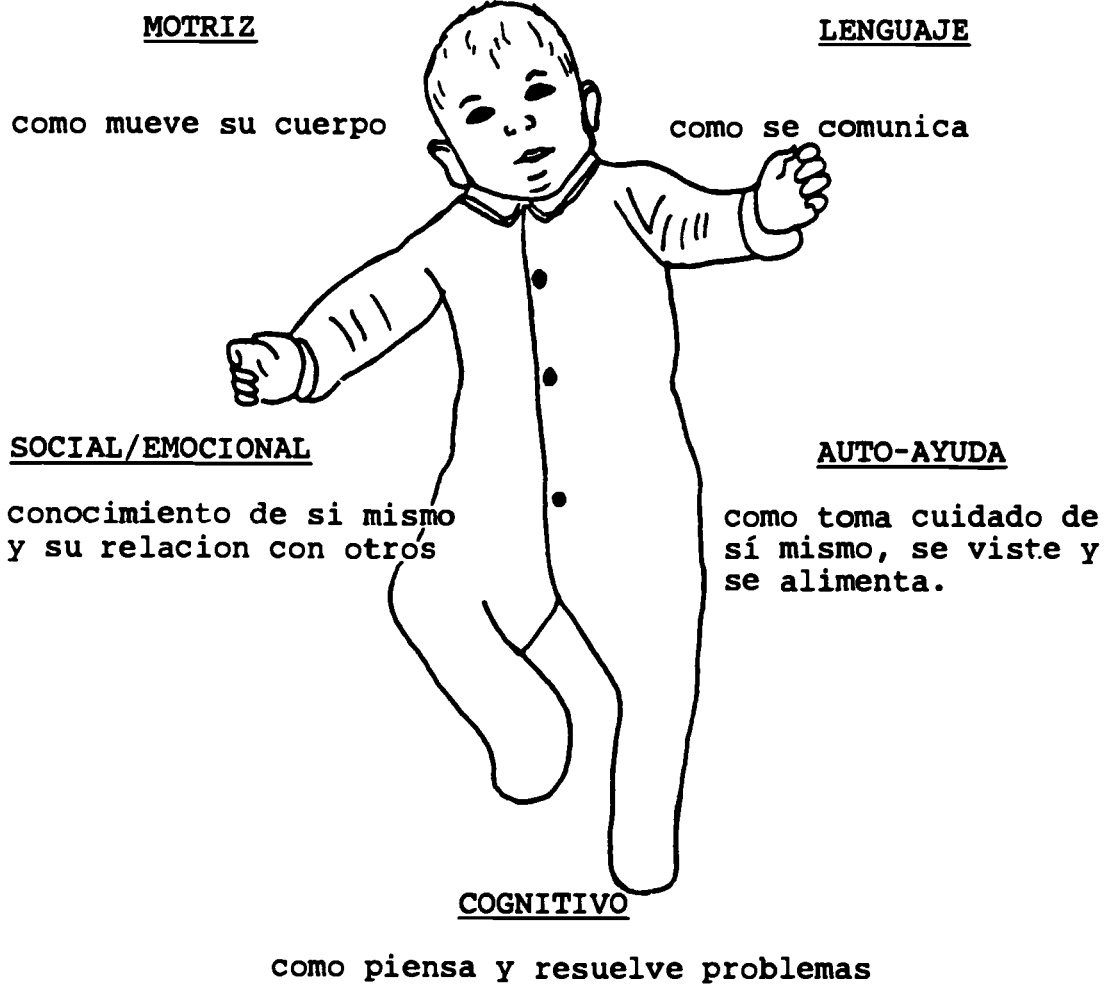 MOTRIZ
como mueve su cuerpo
LENGUAJE
como se comunica
SOCIAL/EMOCIONAL
conocimiento de si mismo
y su relacion con otros
AUTO-AYUDA
como toma cuidado de
sí mismo, se viste y
se alimenta.
COGNITIVO
como piensa y resuelve problemas